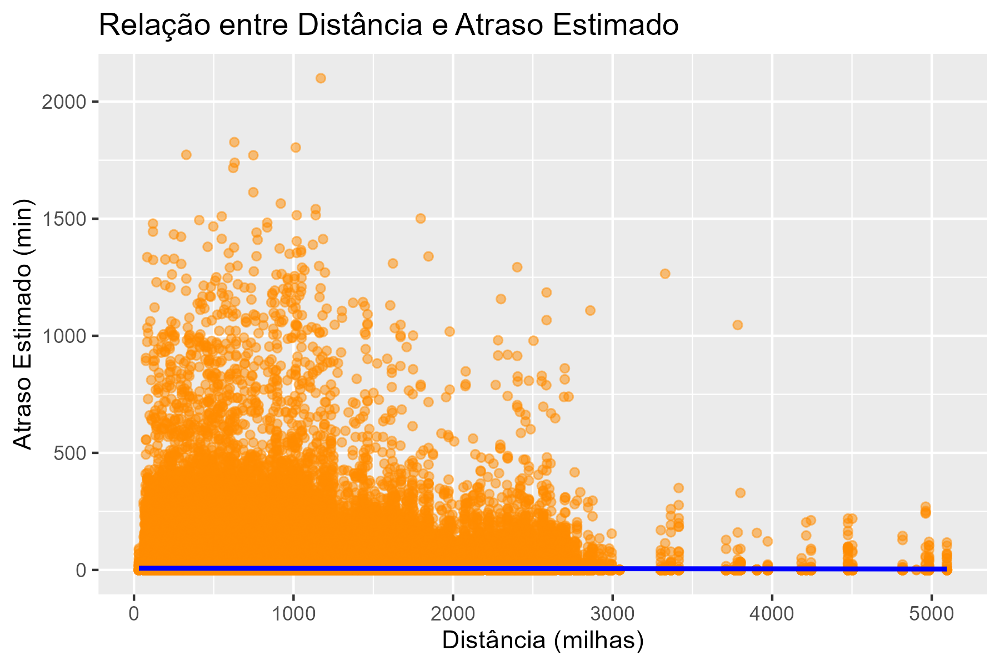 Relação entre Distância e Atraso Estimado
Atraso Estimado (min)
2000
1500
1000
500
0
0 1000 2000 3000 4000 5000
Distância (milhas)